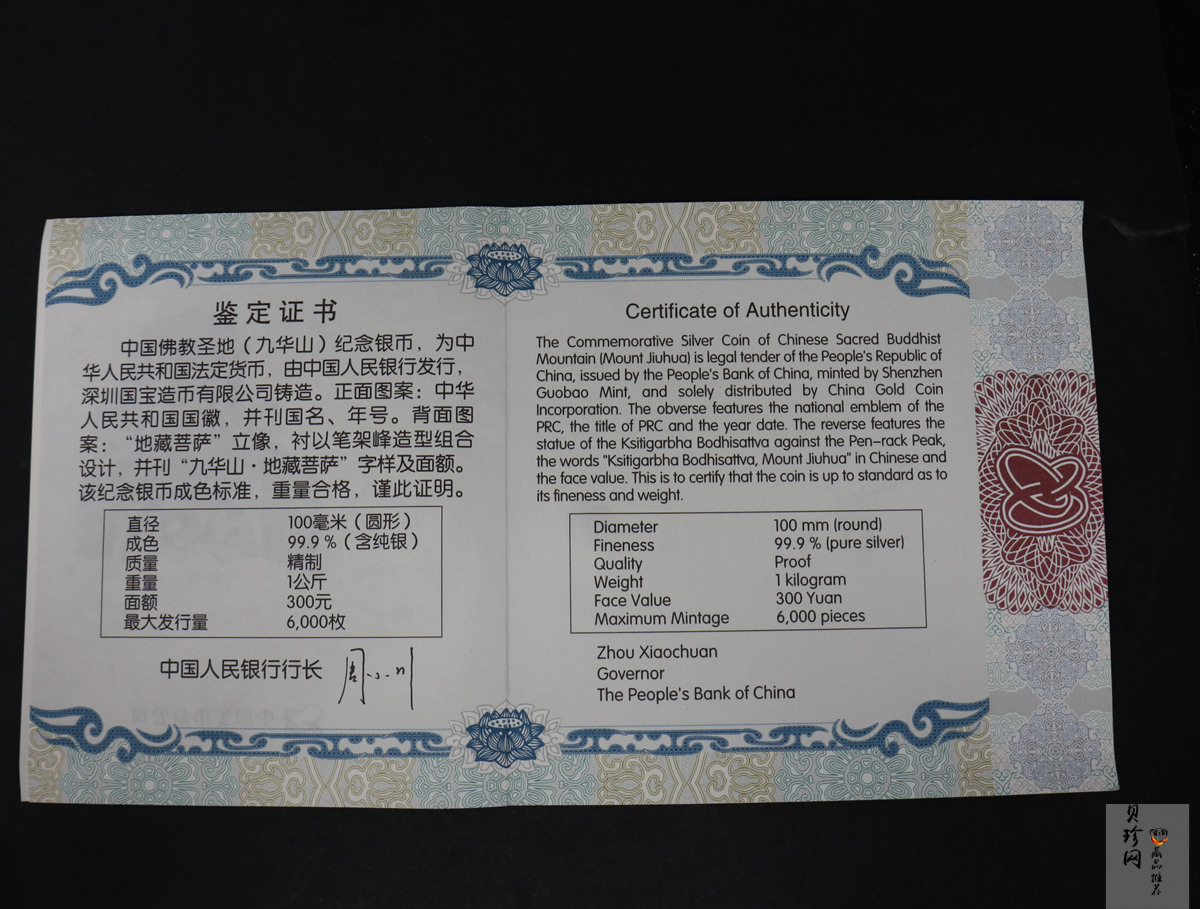 鉴定证书
中国佛教圣地（九华山）纪念银币，为中
华人民共和国法定货币，由中国人民银行发行，
深圳国宝造币有限公司铸造。正面图案：中华
人民共和国国徽，并刊国名、年号。背面图
案：“地藏菩萨”立像，衬以笔架峰造型组合
设计，并刊“九华山·地藏菩萨”字样及面额。
该纪念银币成色标准，重量合格，谨此证明。
直径 100毫米（圆形）
成色 99.9 %（含纯银）
质量 精制
重量 1公斤
面额 300元
最大发行量 6,000枚
中国人民银行行长 周小川
Certificate of Authenticity
The Commemorative Silver Coin of Chinese Sacred Buddhist
Mountain (Mount Jiuhua) is legal tender of the People's Republic of
China, issued by the People's Bank of China, minted by Shenzhen
Guobao Mint, and solely distributed by China Gold Coin
Incorporation. The obverse features the national emblem of the
PRC, the title of PRC and the year date. The reverse features the
statue of the Ksitigarbha Bodhisattva against the Pen-rack Peak,
the words "Ksitigarbha Bodhisattva, Mount Jiuhua" in Chinese and
the face value. This is to certify that the coin is up to standard as to
its fineness and weight.
Diameter 100 mm (round)
Fineness 99.9 % (pure silver)
Quality Proof
Weight 1 kilogram
Face Value 300 Yuan
Maximum Mintage 6,000 pieces
Zhou Xiaochuan
Governor
The People's Bank of China
贝珍网
藏品推荐